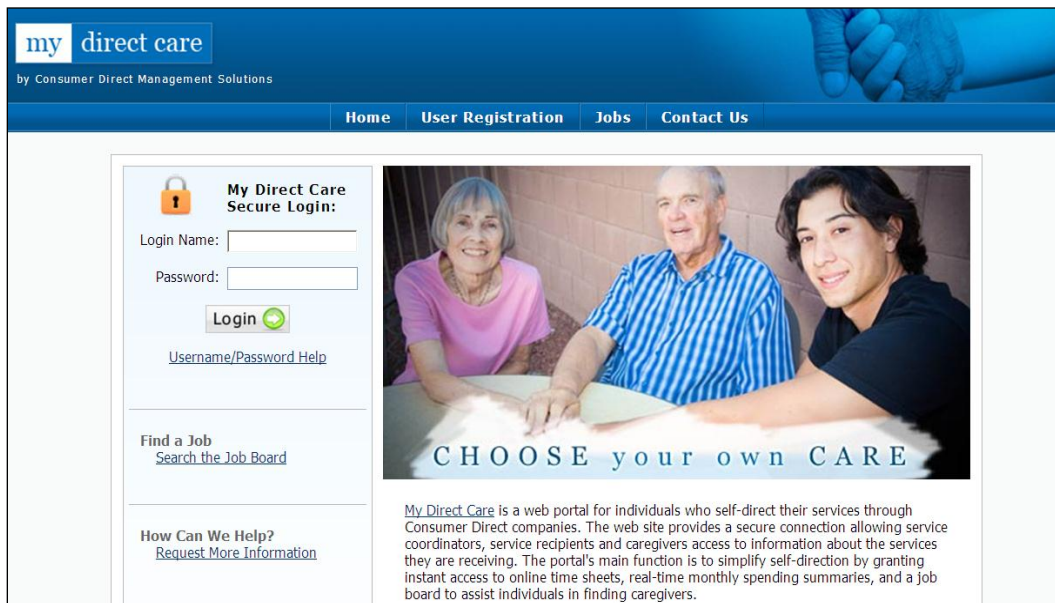 my direct care
by Consumer Direct Management Solutions
Home User Registration Jobs Contact Us
My Direct Care
Secure Login:
Login Name:
Password:
Login
Username/Password Help
Find a Job
Search the Job Board
How Can We Help?
Request More Information
CHOOSE your own CARE
My Direct Care is a web portal for individuals who self-direct their services through
Consumer Direct companies. The web site provides a secure connection allowing service
coordinators, service recipients and caregivers access to information about the services
they are receiving. The portal's main function is to simplify self-direction by granting
instant access to online time sheets, real-time monthly spending summaries, and a job
board to assist individuals in finding caregivers.